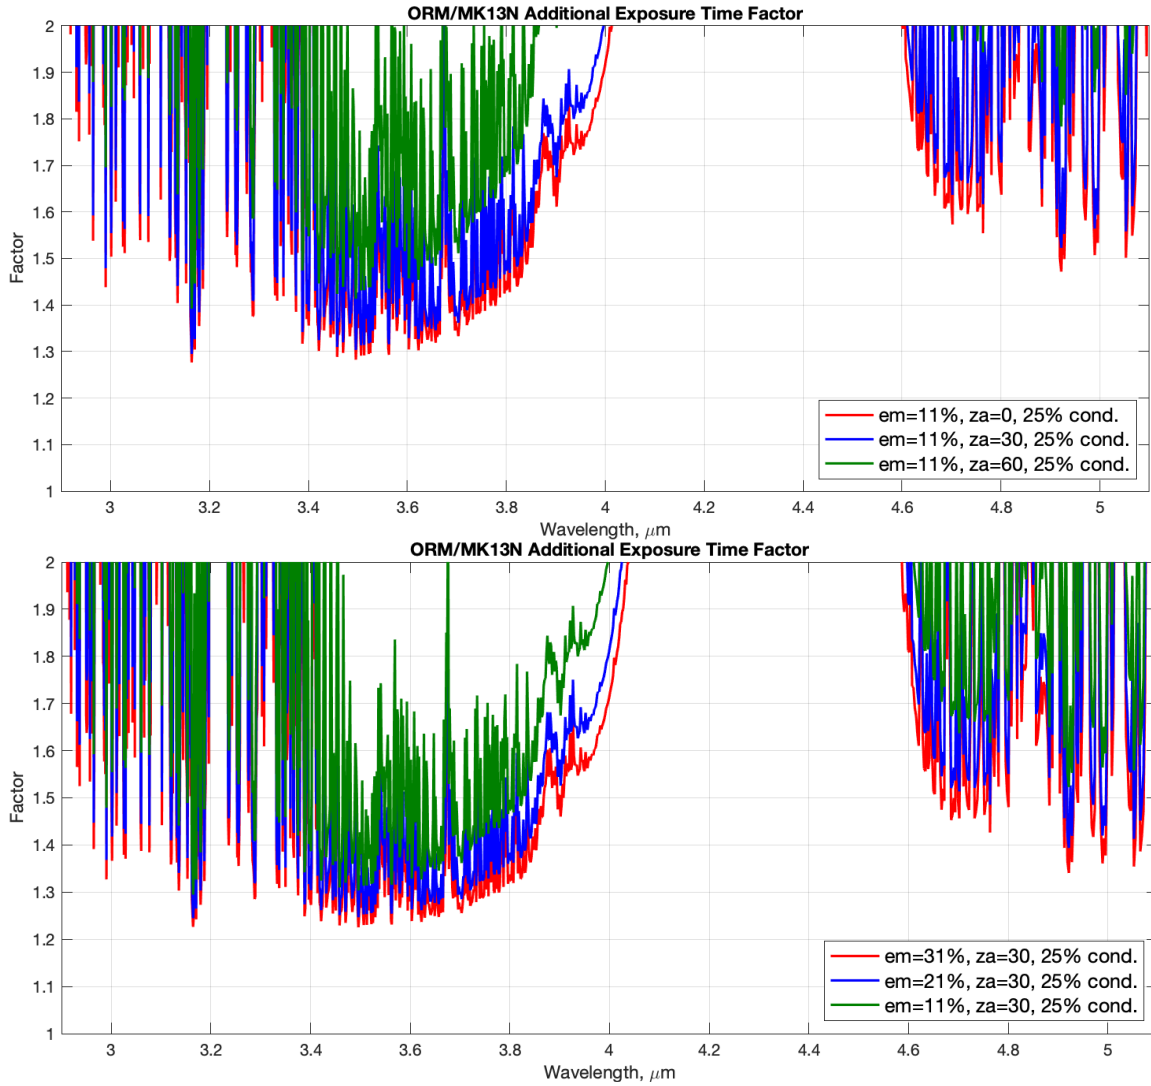 ORM/MK13N Additional Exposure Time Factor
2
1.9
1.8
1.7
1.6
1.5
1.4
1.3
1.2
1.1
1
Factor
em=11%, za=0, 25% cond.
em=11%, za=30, 25% cond.
em=11%, za=60, 25% cond.
3 3.2 3.4 3.6 3.8 4 4.2 4.4 4.6 4.8 5
Wavelength, μm
ORM/MK13N Additional Exposure Time Factor
2
1.9
1.8
1.7
1.6
1.5
1.4
1.3
1.2
1.1
1
Factor
em=31%, za=30, 25% cond.
em=21%, za=30, 25% cond.
em=11%, za=30, 25% cond.
3 3.2 3.4 3.6 3.8 4 4.2 4.4 4.6 4.8 5
Wavelength, μm